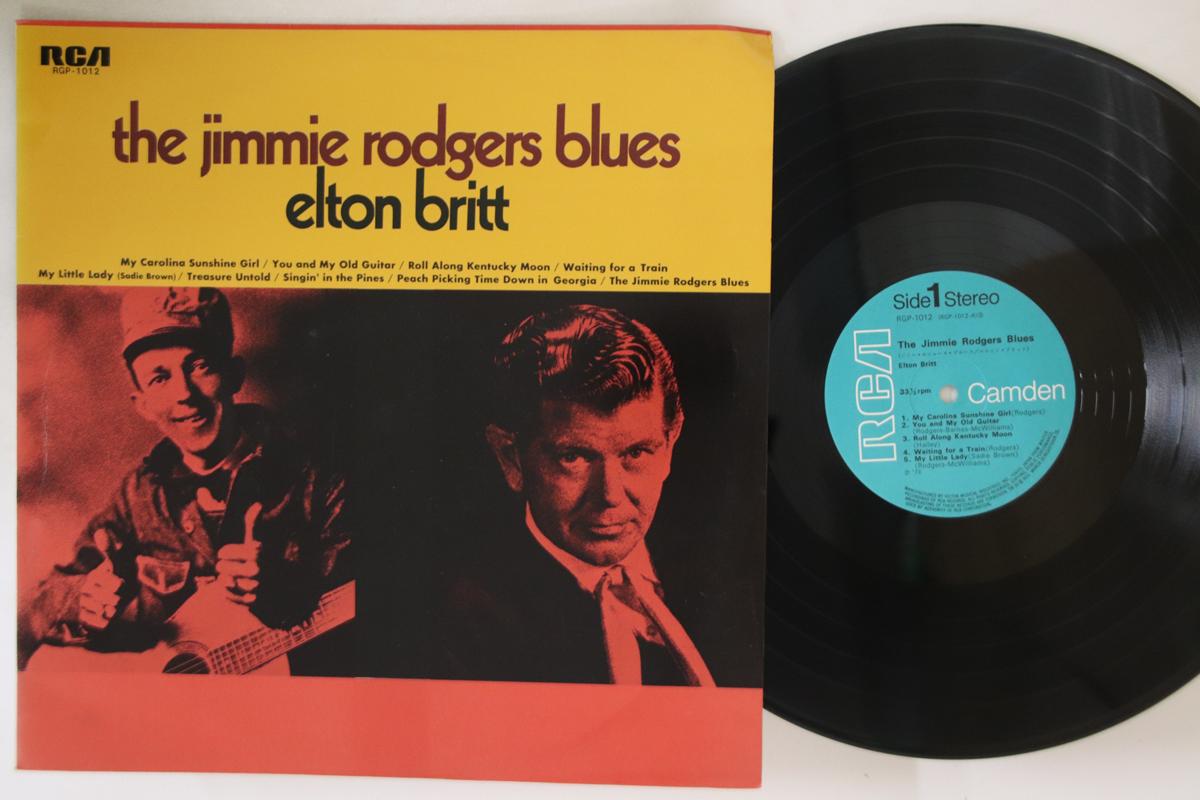 RCA
RGP-1012
the jimmie rodgers blues
elton britt
My Carolina Sunshine Girl / You and My Old Guitar / Roll Along Kentucky Moon / Waiting for a Train
My Little Lady (Sadie Brown) / Treasure Untold / Singin' in the Pines / Peach Picking Time Down in Georgia / The Jimmie Rodgers Blues
Side 1 Stereo
RGP-1012
The Jimmie Rodgers Blues
Elton Britt
33⅓ rpm
RCA
Camden
1. My Carolina Sunshine Girl (Rodgers)
2. You and My Old Guitar
(Rodgers-Barnes-McWilliams)
3. Roll Along Kentucky Moon
(Halley)
4. Waiting for a Train (Rodgers)
5. My Little Lady (Sadie Brown)
(Rodgers-McWilliams)